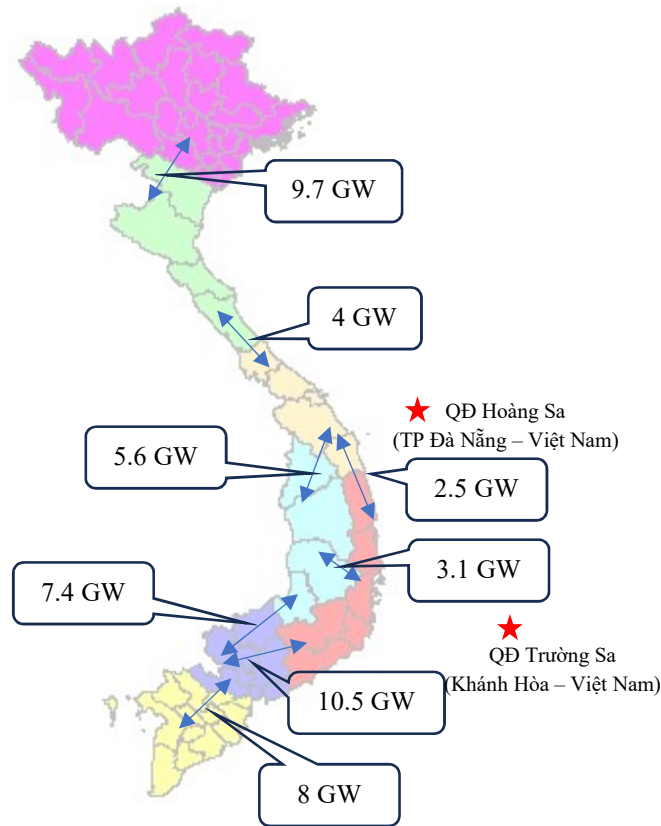 9.7 GW
4 GW
QĐ Hoàng Sa
(TP Đà Nẵng – Việt Nam)
5.6 GW
2.5 GW
3.1 GW
7.4 GW
QĐ Trường Sa
(Khánh Hòa – Việt Nam)
10.5 GW
8 GW